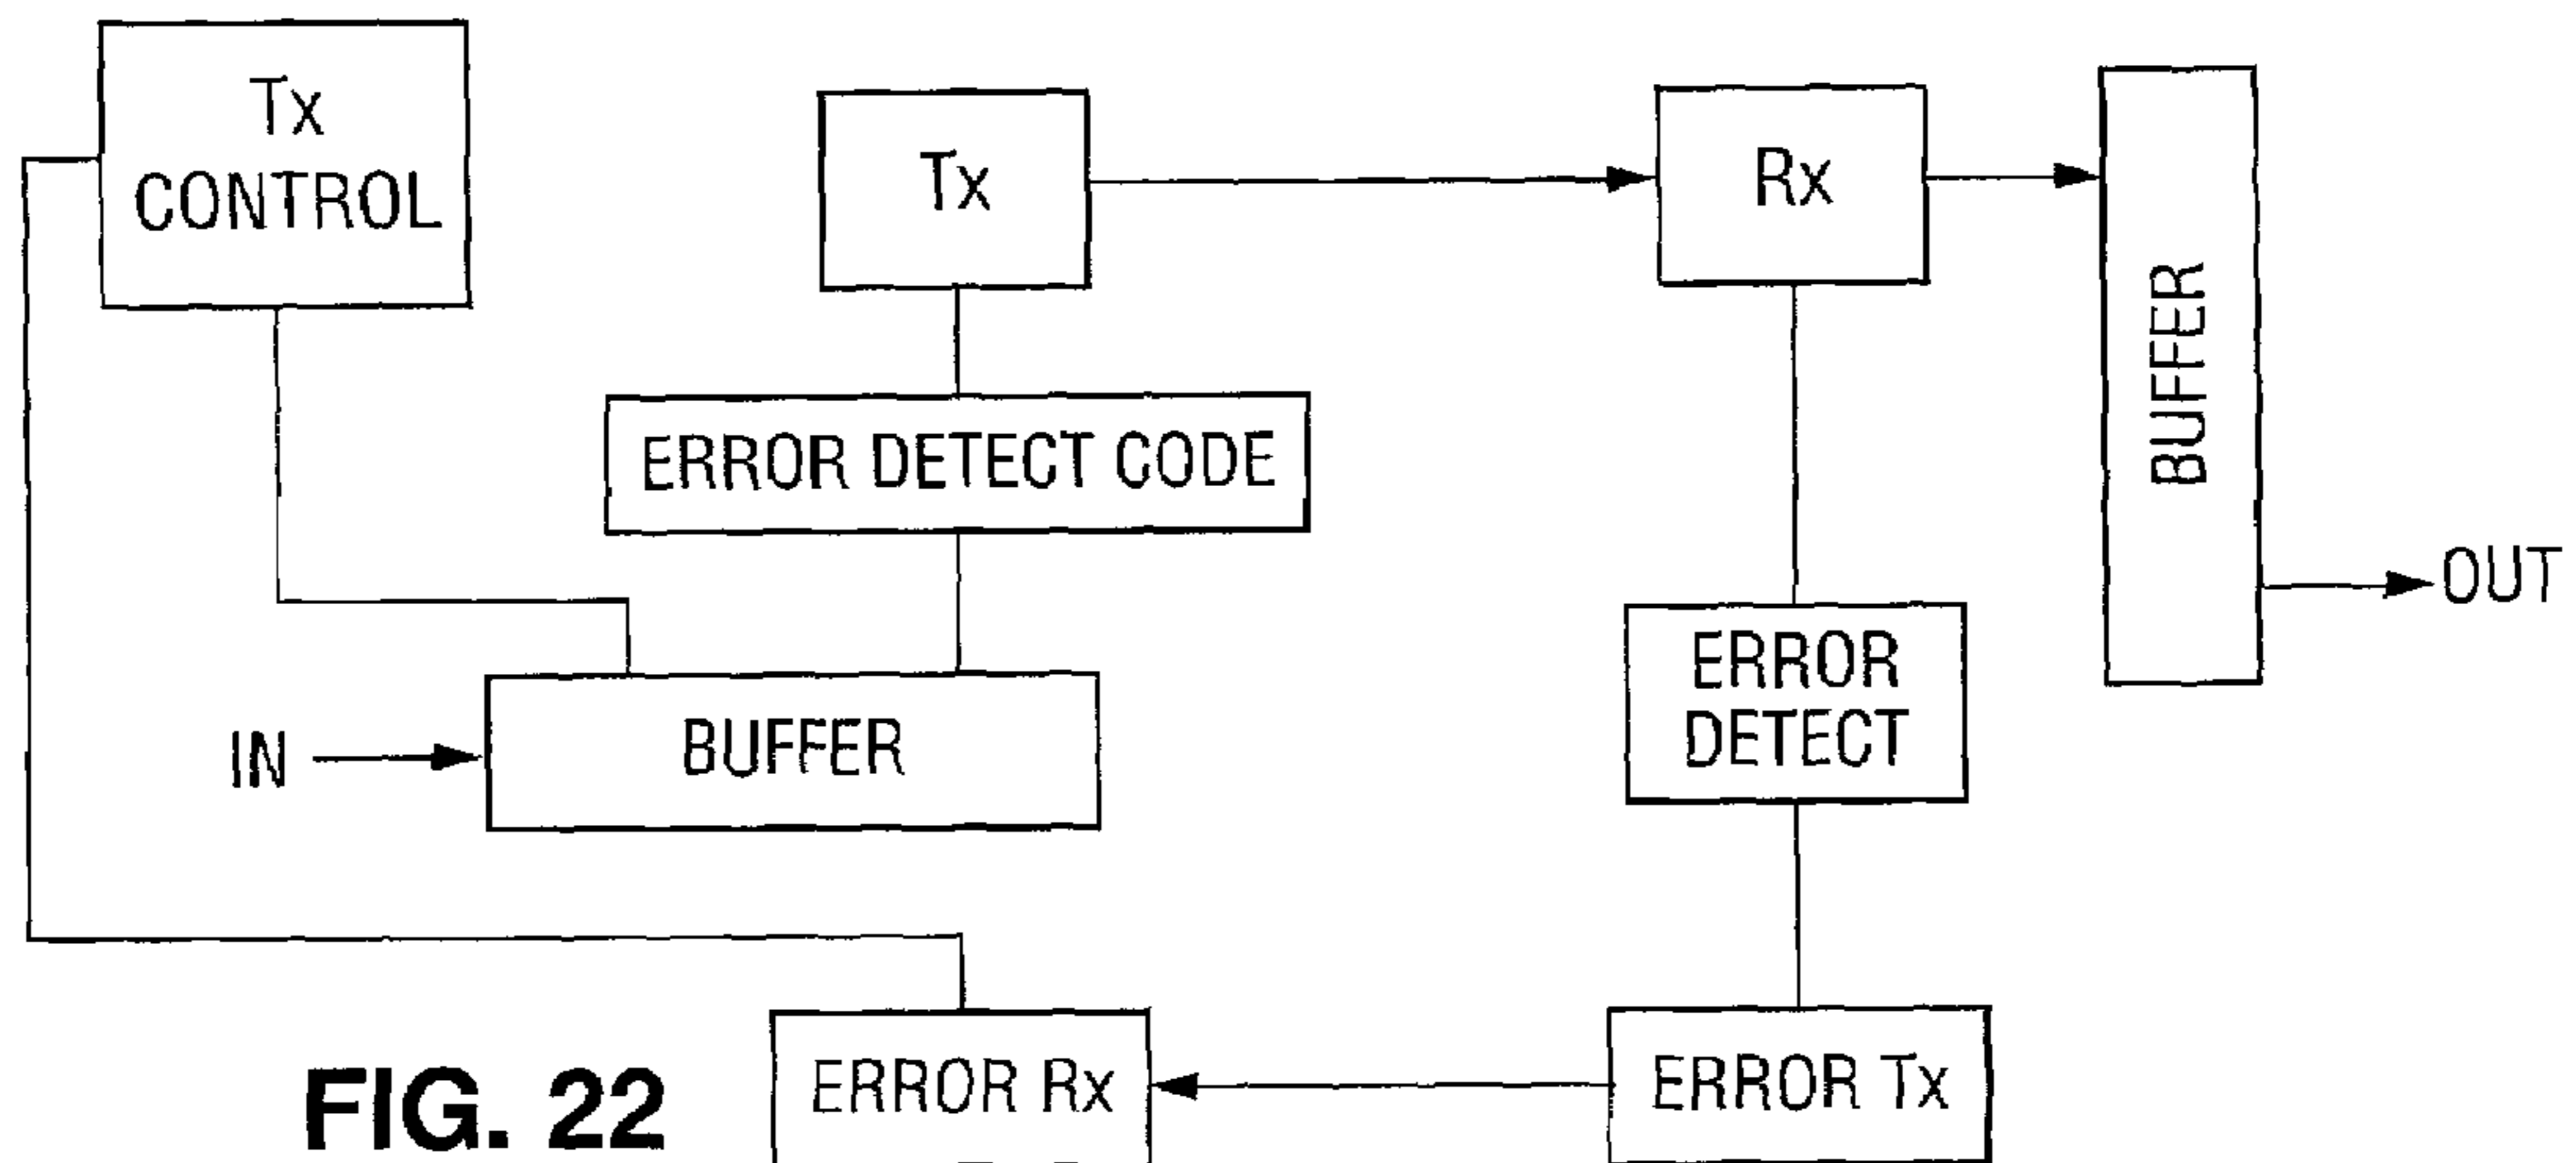 Tx
CONTROL
Tx
Rx
BUFFER
ERROR DETECT CODE
OUT
ERROR
DETECT
IN
BUFFER
ERROR Rx
ERROR Tx
FIG. 22